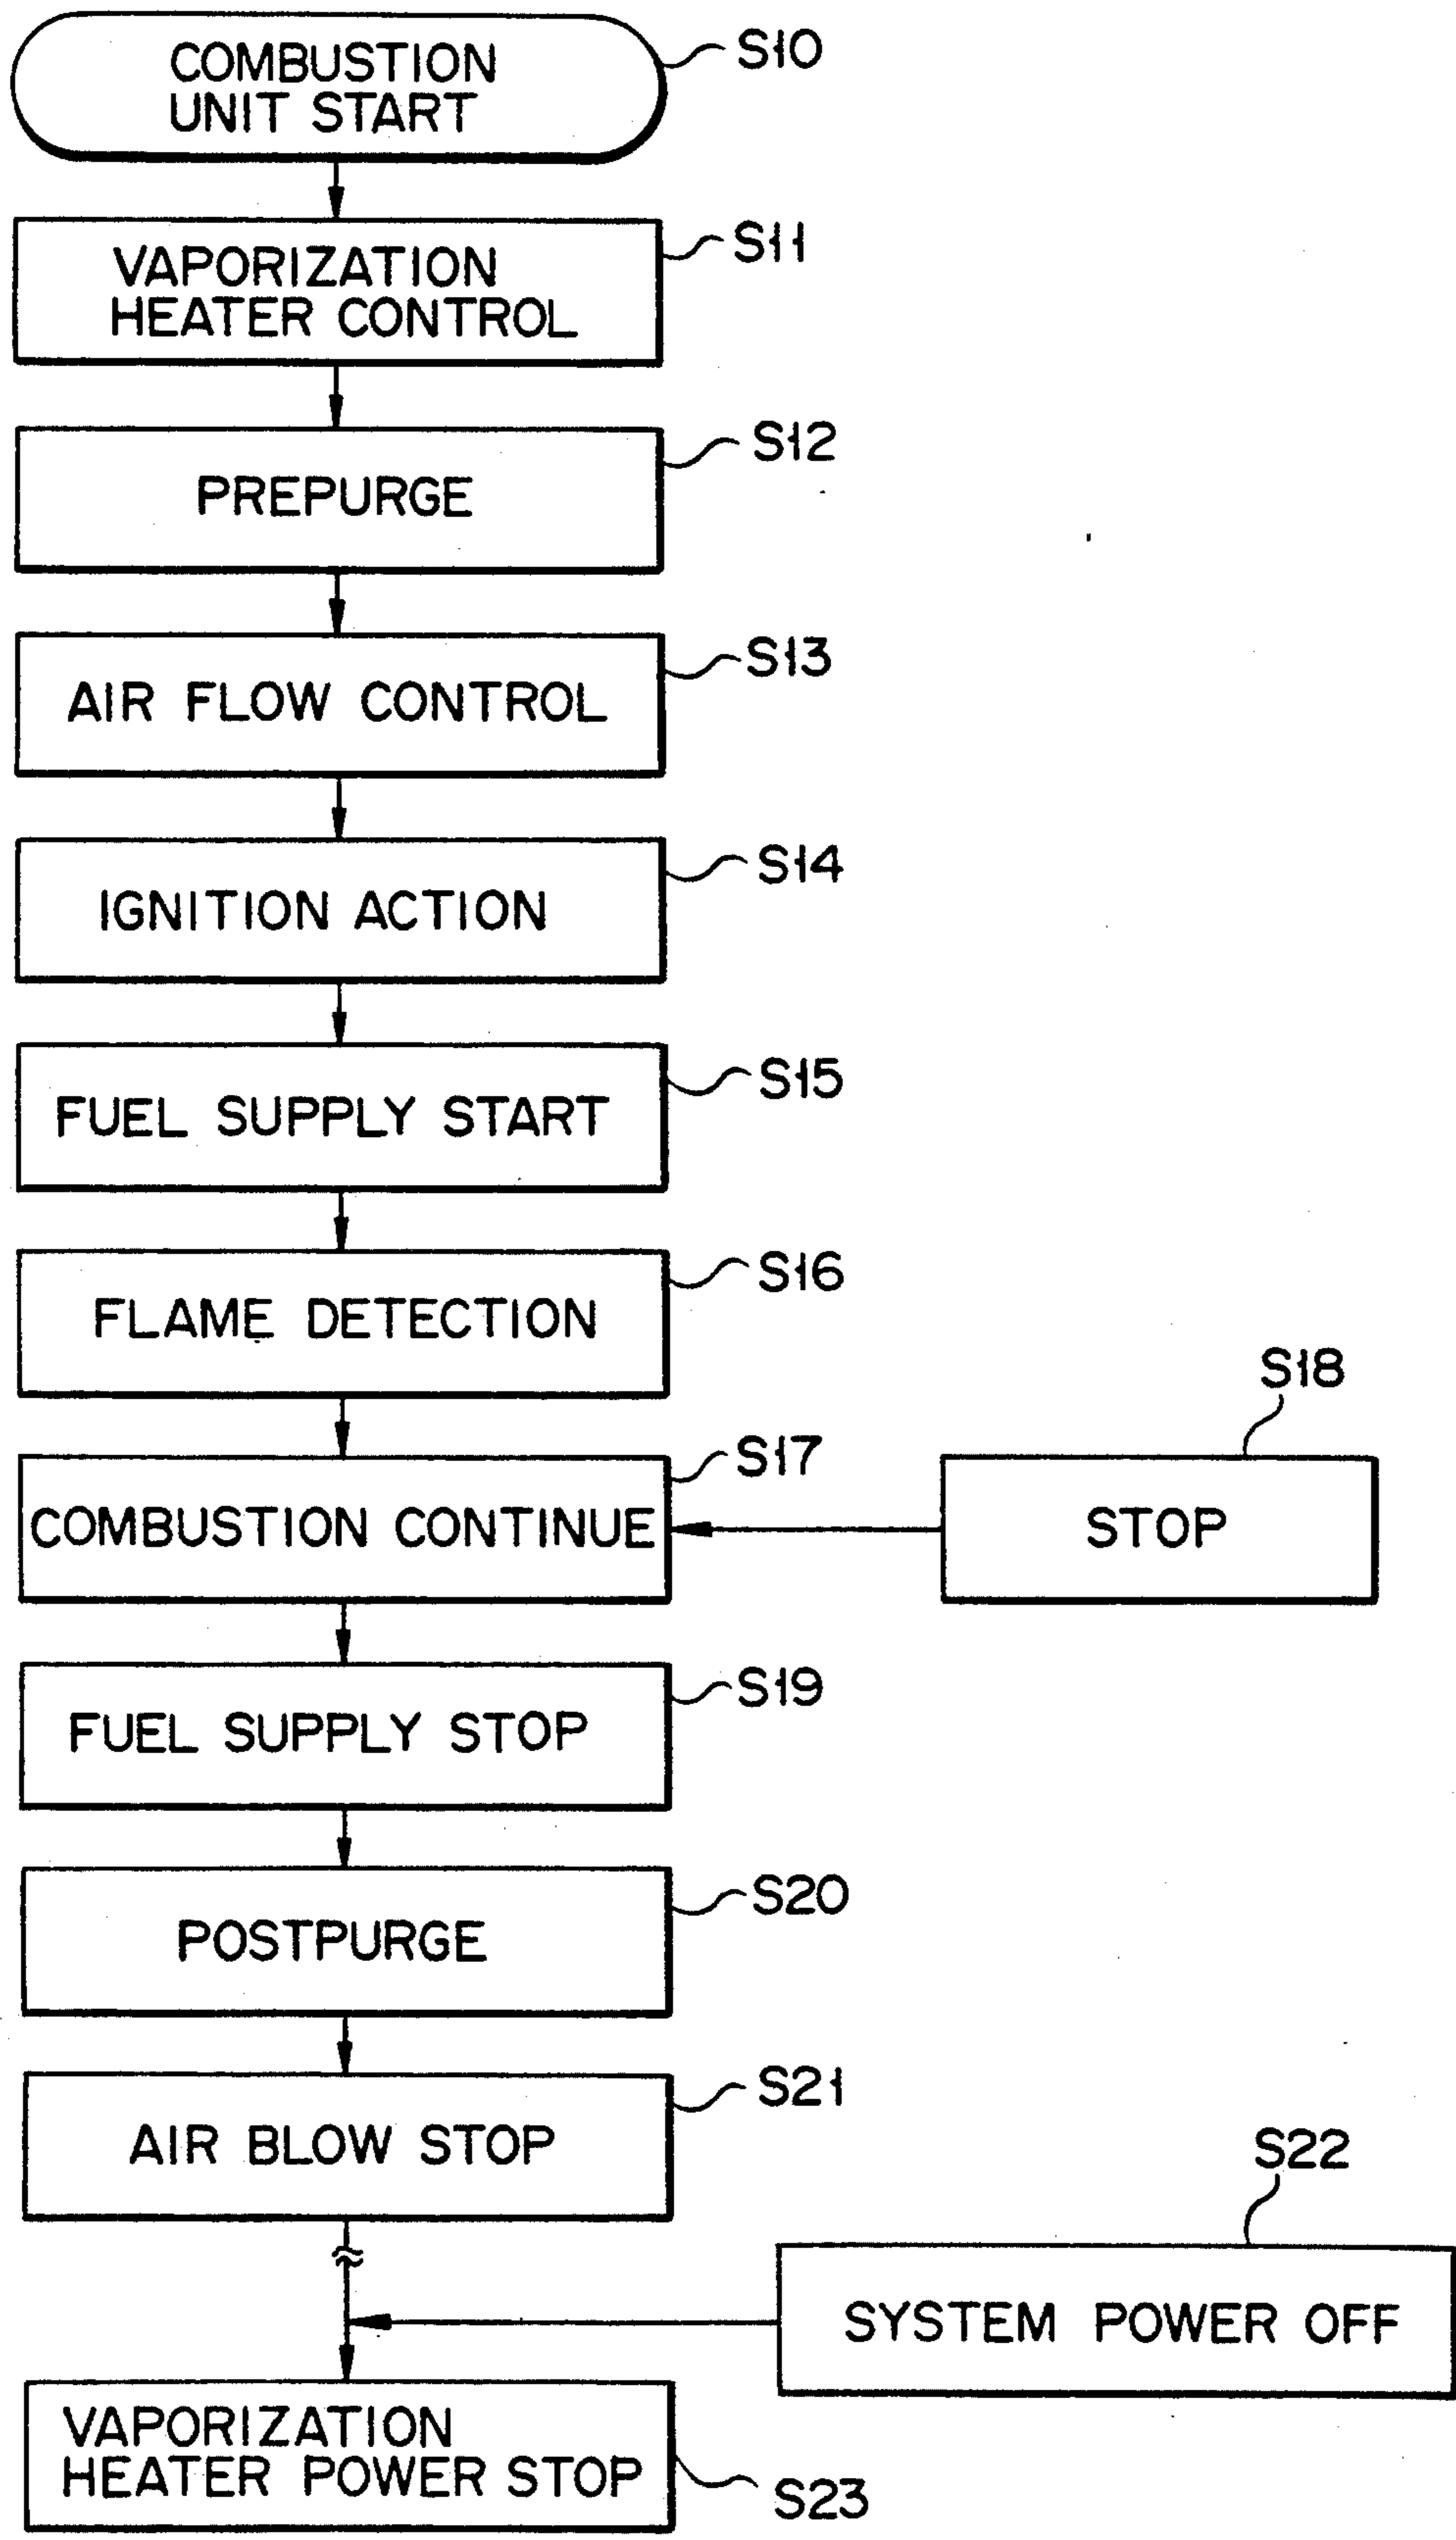 COMBUSTION
UNIT START
S10
VAPORIZATION
HEATER CONTROL
S11
PREPURGE
S12
AIR FLOW CONTROL
S13
IGNITION ACTION
S14
FUEL SUPPLY START
S15
FLAME DETECTION
S16
COMBUSTION CONTINUE
S17
STOP
S18
FUEL SUPPLY STOP
S19
POSTPURGE
S20
AIR BLOW STOP
S21
SYSTEM POWER OFF
S22
VAPORIZATION
HEATER POWER STOP
S23